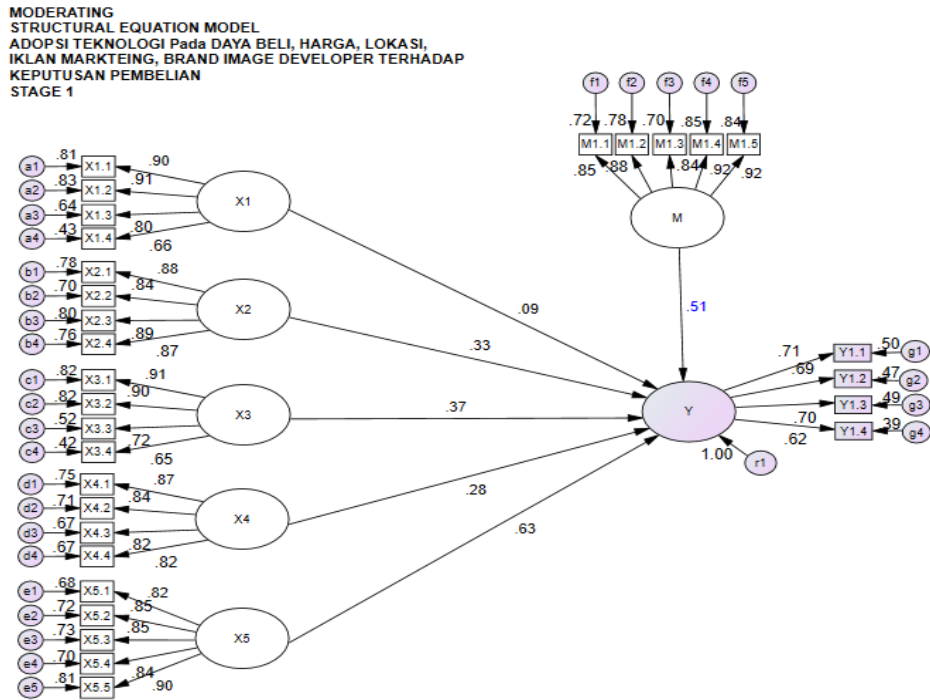 MODERATING
STRUCTURAL EQUATION MODEL
ADOPSI TEKNOLOGI Pada DAYA BELI, HARGA, LOKASI,
IKLAN MARKTEING, BRAND IMAGE DEVELOPER TERHADAP
KEPUTUSAN PEMBELIAN
STAGE 1
f1 f2 f3 f4 f5
.72 .78 .70 .85 .84
M1.1 M1.2 M1.3 M1.4 M1.5
.85 .88 .84 .92 .92
M
.51
a1 .81 X1.1 .90
a2 .83 X1.2 .91
a3 .64 X1.3 .80
a4 .43 X1.4 .66
X1
.09
b1 .78 X2.1 .88
b2 .70 X2.2 .84
b3 .80 X2.3 .89
b4 .76 X2.4 .87
X2
.33
c1 .82 X3.1 .91
c2 .82 X3.2 .90
c3 .52 X3.3 .72
c4 .42 X3.4 .65
X3
.37
d1 .75 X4.1 .87
d2 .71 X4.2 .84
d3 .67 X4.3 .82
d4 .67 X4.4 .82
X4
.28
e1 .68 X5.1 .82
e2 .72 X5.2 .85
e3 .73 X5.3 .85
e4 .70 X5.4 .84
e5 .81 X5.5 .90
X5
.63
Y
1.00
r1
.71 Y1.1 .50 g1
.69 Y1.2 .47 g2
.70 Y1.3 .49 g3
.62 Y1.4 .39 g4